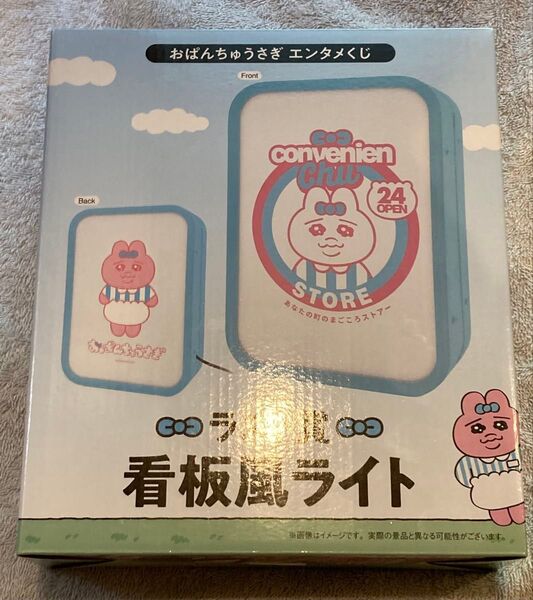 おぱんちゅうさぎ エンタメくじ
Front
convenien
Chu
24
OPEN
STORE
あなたの町のまごころストアー
Back
おぱんちゅうさぎ
看板風ライト
※画像はイメージです。実際の景品と異なる可能性がございます。